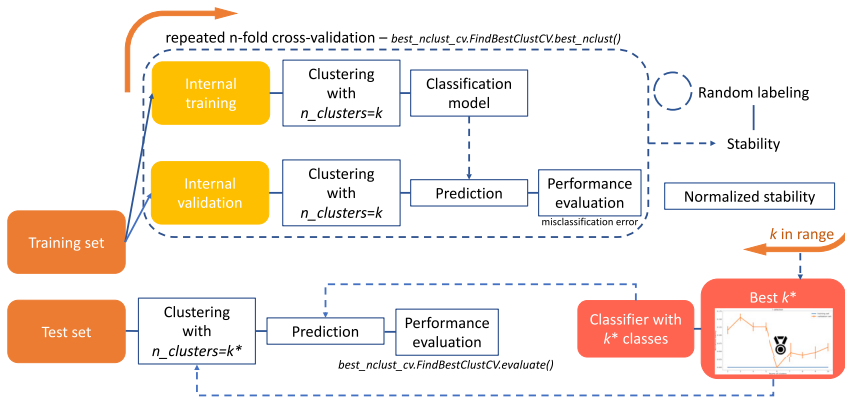 repeated n-fold cross-validation – best_nclust_cv.FindBestClustCV.best_nclust()
Internal
training
Clustering
with
n_clusters=k
Classification
model
Random labeling
Stability
Internal
validation
Clustering
with
n_clusters=k
Prediction
Performance
evaluation
misclassification error
Normalized stability
Training set
k in range
Best k*
Test set
Clustering
with
n_clusters=k*
Prediction
Performance
evaluation
Classifier with
k* classes
best_nclust_cv.FindBestClustCV.evaluate()